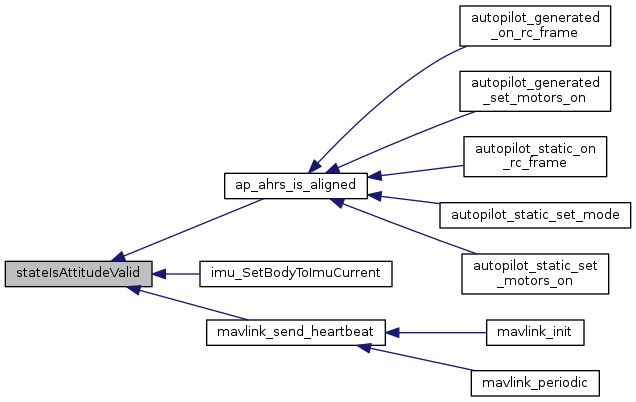 autopilot_generated
_on_rc_frame
autopilot_generated
_set_motors_on
autopilot_static_on
_rc_frame
ap_ahrs_is_aligned
autopilot_static_set_mode
autopilot_static_set
_motors_on
stateIsAttitudeValid
imu_SetBodyToImuCurrent
mavlink_send_heartbeat
mavlink_init
mavlink_periodic